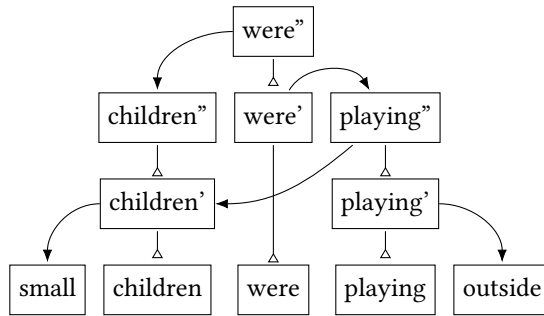 were”
children” were’ playing”
children’ playing’
small children were playing outside